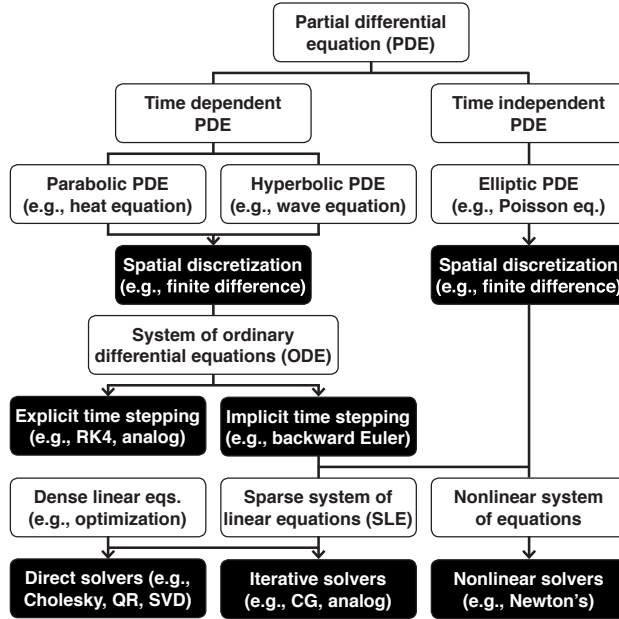 Partial differential
equation (PDE)
Time dependent
PDE
Time independent
PDE
Parabolic PDE
(e.g., heat equation)
Hyperbolic PDE
(e.g., wave equation)
Elliptic PDE
(e.g., Poisson eq.)
Spatial discretization
(e.g., finite difference)
Spatial discretization
(e.g., finite difference)
System of ordinary
differential equations (ODE)
Explicit time stepping
(e.g., RK4, analog)
Implicit time stepping
(e.g., backward Euler)
Dense linear eqs.
(e.g., optimization)
Sparse system of
linear equations (SLE)
Nonlinear system
of equations
Direct solvers (e.g.,
Cholesky, QR, SVD)
Iterative solvers
(e.g., CG, analog)
Nonlinear solvers
(e.g., Newton's)